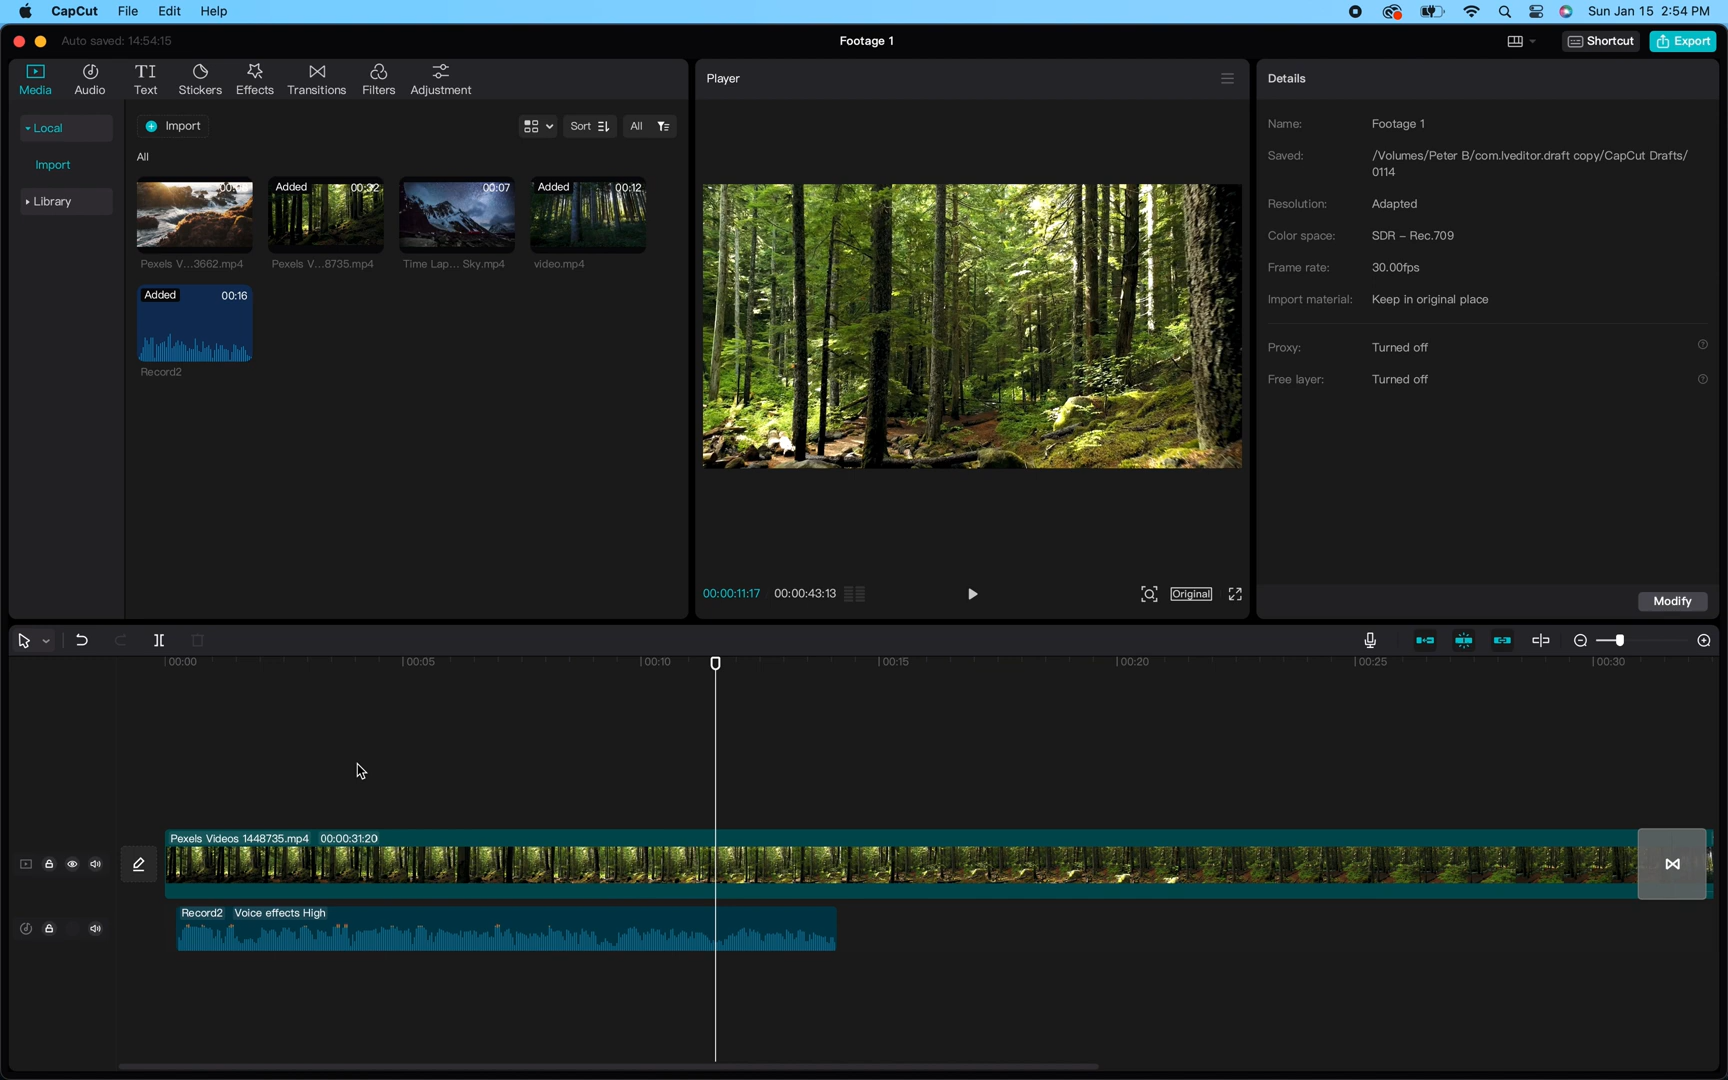 CapCut File Edit Help
Sun Jan 15 2:54 PM
Auto saved: 14:54:15
Footage 1
Shortcut
Export
Media
Audio
TI
Text
Stickers
Effects
Transitions
Filters
Adjustment
Player
Details
Local
Import
Library
Import
Sort
All
All
Added 00:32
00:07
Added 00:12
Pexels V...3662.mp4
Pexels V...8735.mp4
Time Lap... Sky.mp4
video.mp4
Added 00:16
Record2
Name: Footage 1
Saved: /Volumes/Peter B/com.lveditor.draft copy/CapCut Drafts/
0114
Resolution: Adapted
Color space: SDR – Rec.709
Frame rate: 30.00fps
Import material: Keep in original place
Proxy: Turned off
Free layer: Turned off
00:00:11:17 00:00:43:13
Original
Modify
00:00 00:05 00:10 00:15 00:20 00:25 00:30
Pexels Videos 1448735.mp4 00:00:31:20
Record2 Voice effects High